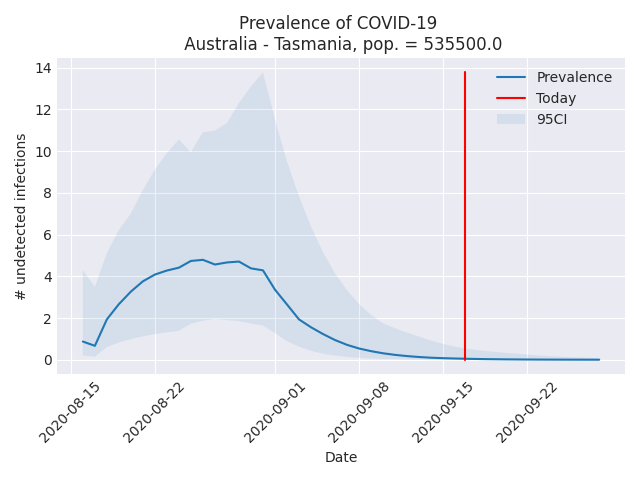 Prevalence of COVID-19
Australia - Tasmania, pop. = 535500.0
14
12
10
8
6
4
2
0
# undetected infections
Prevalence
Today
95CI
2020-08-15
2020-08-22
2020-09-01
2020-09-08
2020-09-15
2020-09-22
Date